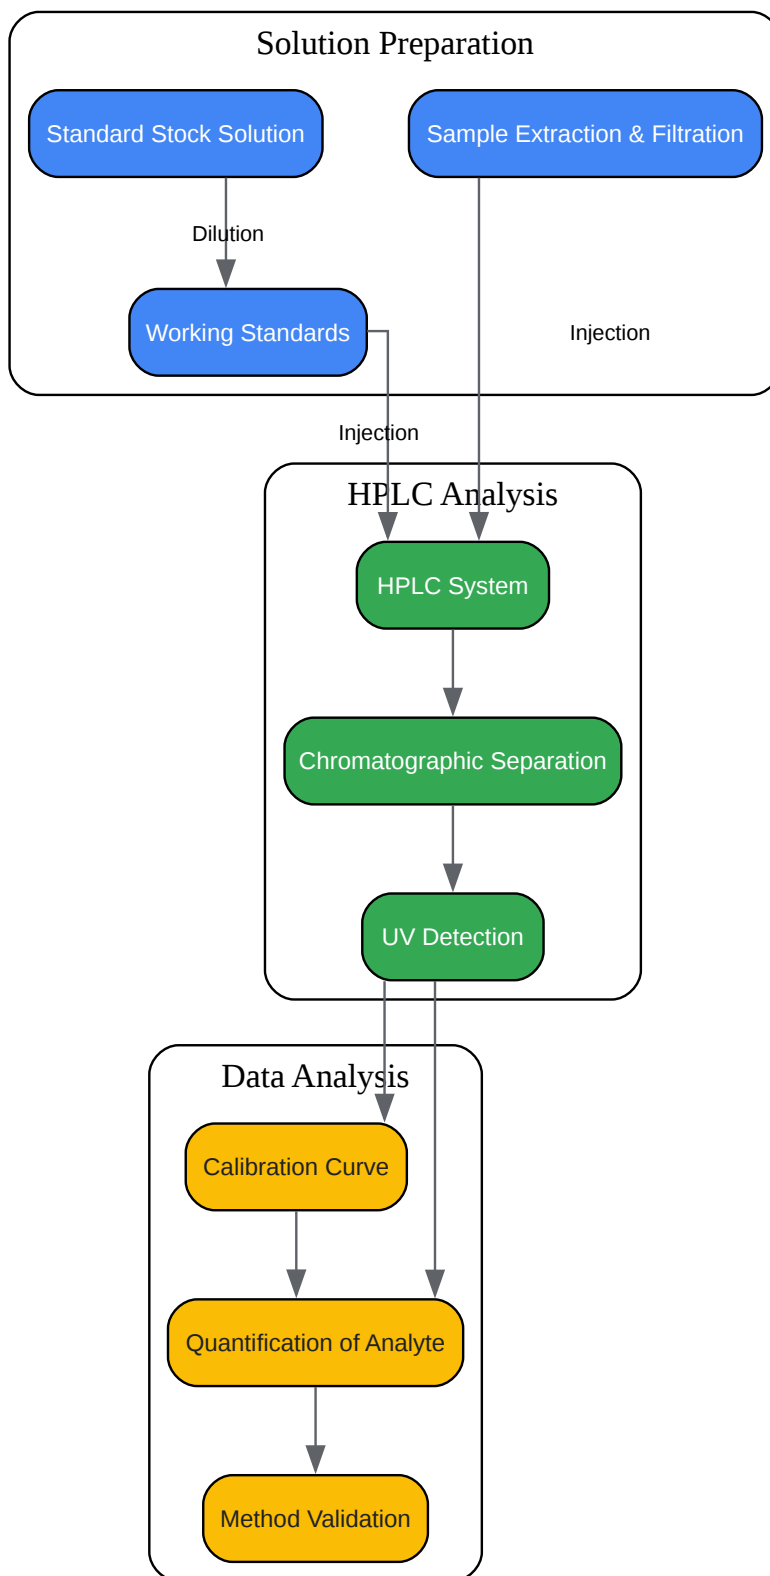 Solution Preparation
Standard Stock Solution
Sample Extraction & Filtration
Dilution
Working Standards
Injection
Injection
HPLC Analysis
HPLC System
Chromatographic Separation
UV Detection
Data Analysis
Calibration Curve
Quantification of Analyte
Method Validation